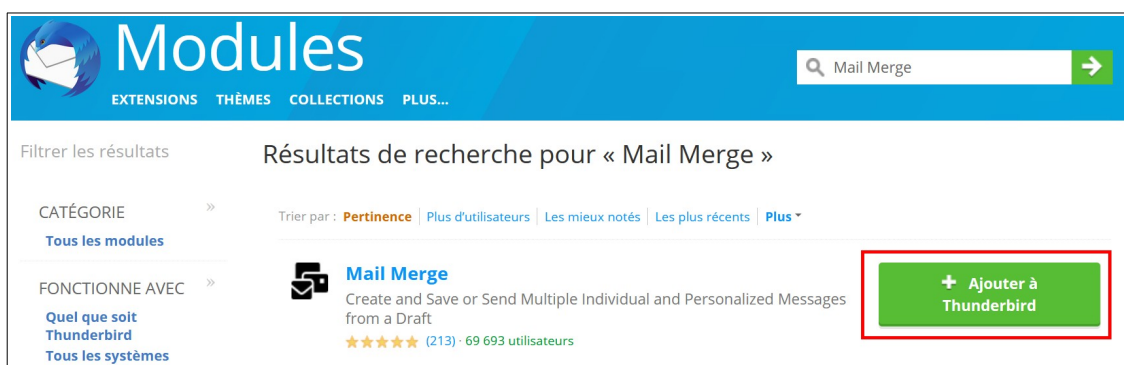 Modules
Mail Merge
EXTENSIONS THÈMES COLLECTIONS PLUS...
Filtrer les résultats
Résultats de recherche pour « Mail Merge »
CATÉGORIE »
Tous les modules
Trier par : Pertinence | Plus d'utilisateurs | Les mieux notés | Les plus récents | Plus
FONCTIONNE AVEC »
Quel que soit
Thunderbird
Tous les systèmes
Mail Merge
Create and Save or Send Multiple Individual and Personalized Messages
from a Draft
(213) · 69 693 utilisateurs
+ Ajouter à
Thunderbird